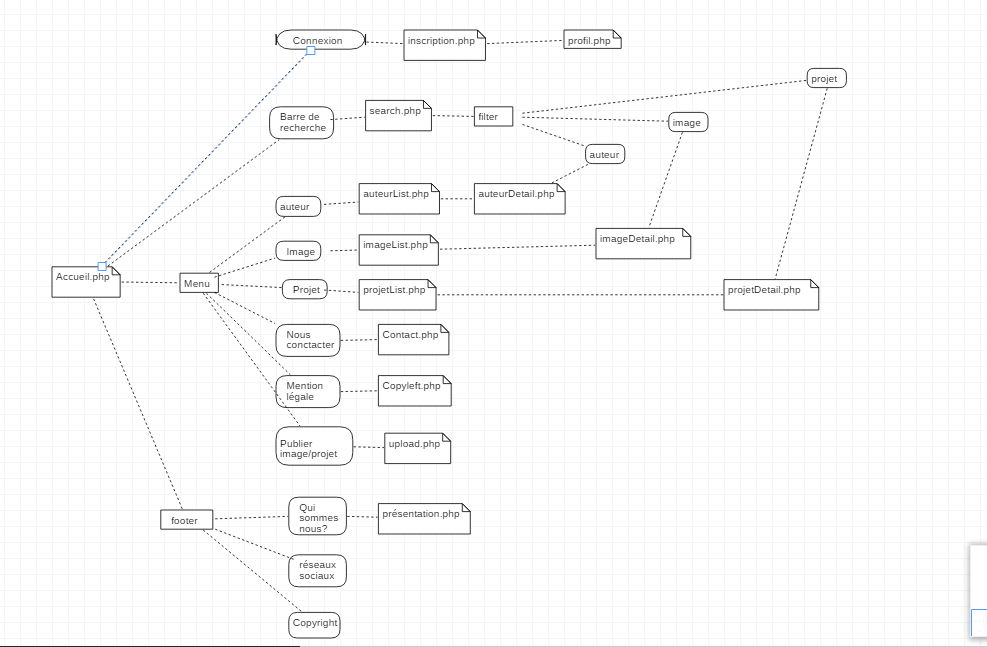 Connexion
inscription.php
profil.php
projet
Barre de
recherche
search.php
filter
image
auteur
auteur
auteurList.php
auteurDetail.php
Image
imageList.php
imageDetail.php
Accueil.php
Menu
Projet
projetList.php
projetDetail.php
Nous
conctacter
Contact.php
Mention
légale
Copyleft.php
Publier
image/projet
upload.php
footer
Qui
sommes
nous?
présentation.php
réseaux
sociaux
Copyright